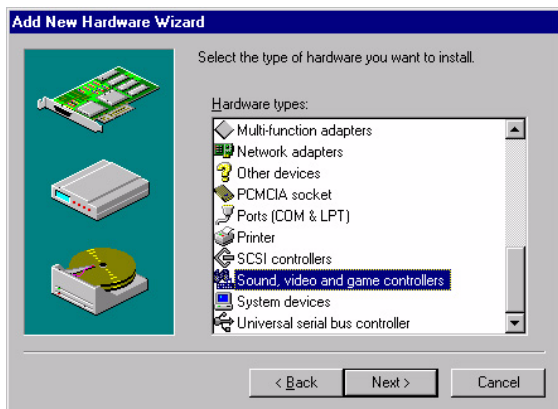 Add New Hardware Wizard
Select the type of hardware you want to install.
Hardware types:
Multi-function adapters
Network adapters
Other devices
PCMCIA socket
Ports (COM & LPT)
Printer
SCSI controllers
Sound, video and game controllers
System devices
Universal serial bus controller
< Back
Next >
Cancel